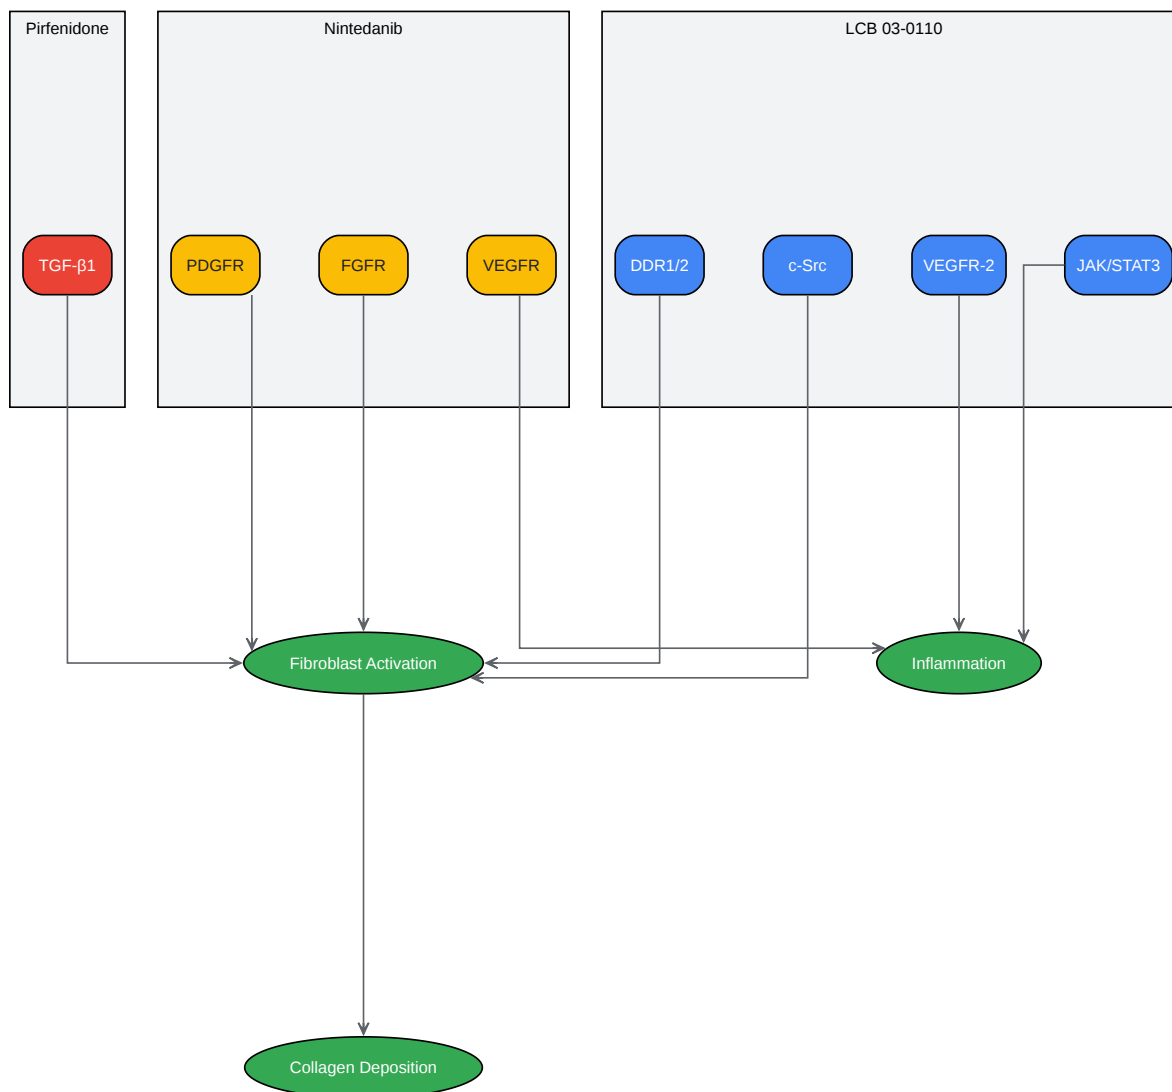 Pirfenidone
Nintedanib
LCB 03-0110
TGF-β1
PDGFR
FGFR
VEGFR
DDR1/2
c-Src
VEGFR-2
JAK/STAT3
Fibroblast Activation
Inflammation
Collagen Deposition